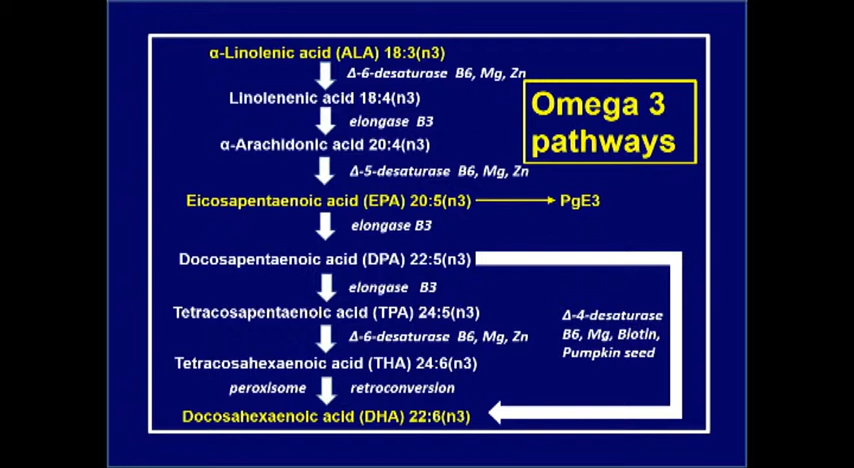 α-Linolenic acid (ALA) 18:3(n3)
Δ-6-desaturase B6, Mg, Zn
Omega 3
pathways
Linolenenic acid 18:4(n3)
elongase B3
α-Arachidonic acid 20:4(n3)
Δ-5-desaturase B6, Mg, Zn
Eicosapentaenoic acid (EPA) 20:5(n3)
PgE3
elongase B3
Docosapentaenoic acid (DPA) 22:5(n3)
elongase B3
Tetracosapentaenoic acid (TPA) 24:5(n3)
Δ-6-desaturase B6, Mg, Zn
Δ-4-desaturase
B6, Mg, Biotin,
Pumpkin seed
Tetracosahexaenoic acid (THA) 24:6(n3)
peroxisome retroconversion
Docosahexaenoic acid (DHA) 22:6(n3)